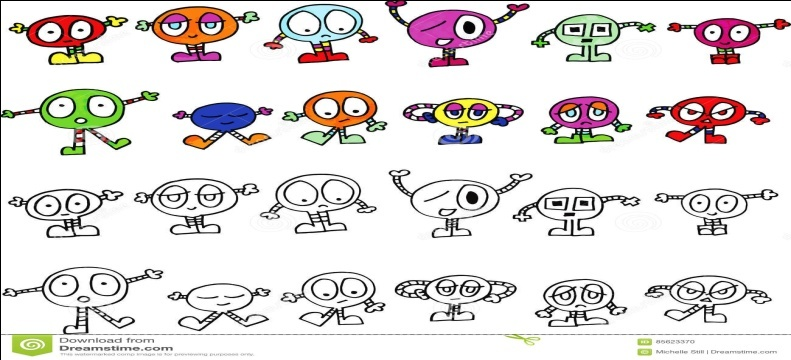 Download from
Dreamstime.com
This watermarked comp image is for previewing purposes only.
85623370
Michelle Still | Dreamstime.com